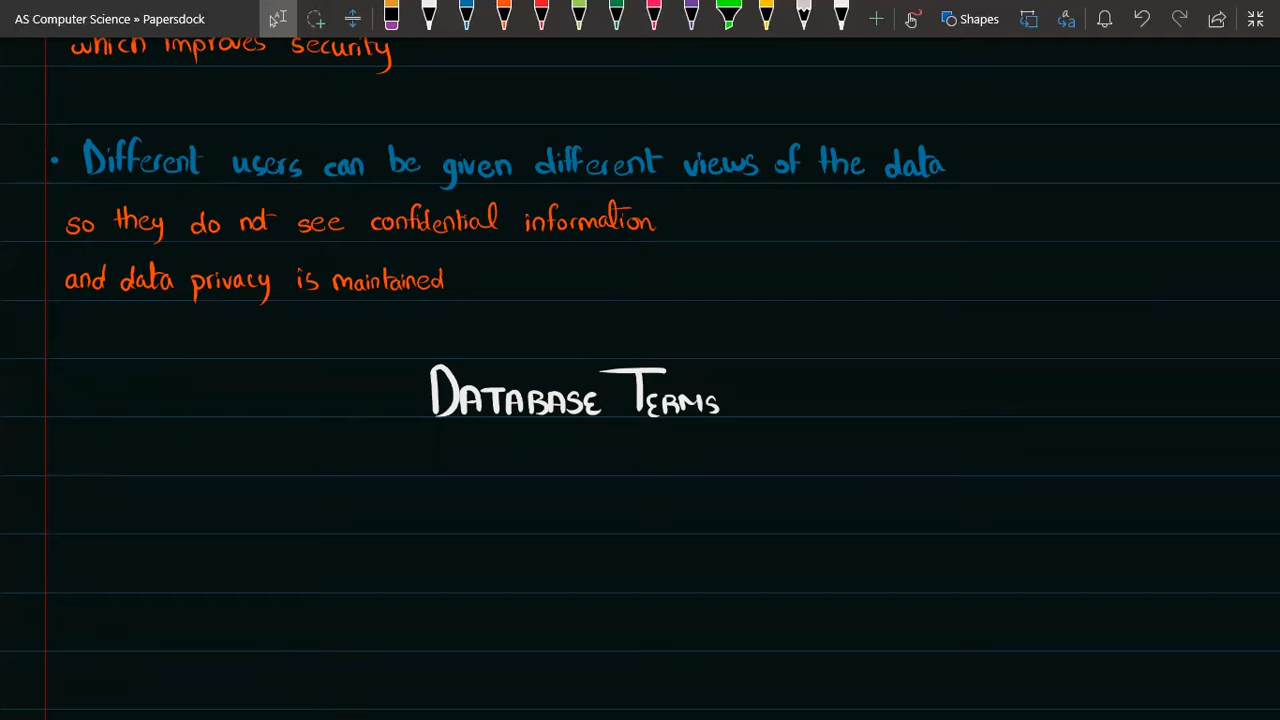 AS Computer Science » Papersdock
Shapes
which improves security
• Different users can be given different views of the data
so they do not see confidential information
and data privacy is maintained
DATABASE TERMS